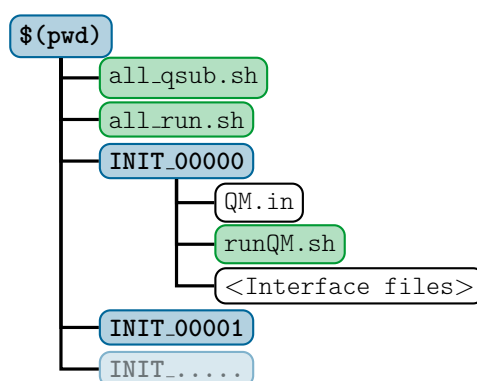 $(pwd)
all_qsub.sh
all_run.sh
INIT_00000
QM.in
runQM.sh
<Interface files>
INIT_00001
INIT_.....